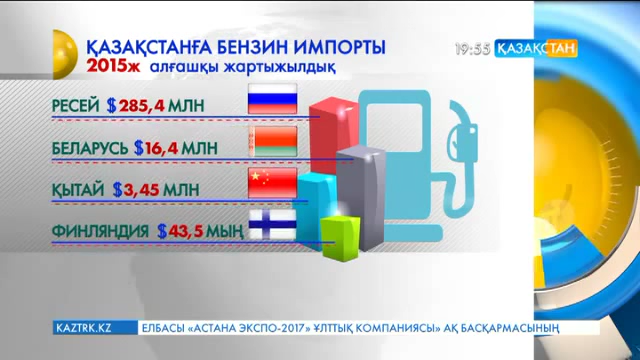 ҚАЗАҚСТАНҒА БЕНЗИН ИМПОРТЫ
2015ж алғашқы жартыжылдық
19:55 ҚАЗАҚСТАН
РЕСЕЙ $285,4 МЛН
БЕЛАРУСЬ $16,4 МЛН
ҚЫТАЙ $3,45 МЛН
ФИНЛЯНДИЯ $43,5 МЫҢ
KAZTRK.KZ ЕЛБАСЫ «АСТАНА ЭКСПО-2017» ҰЛТТЫҚ КОМПАНИЯСЫ» АҚ БАСҚАРМАСЫНЫҢ